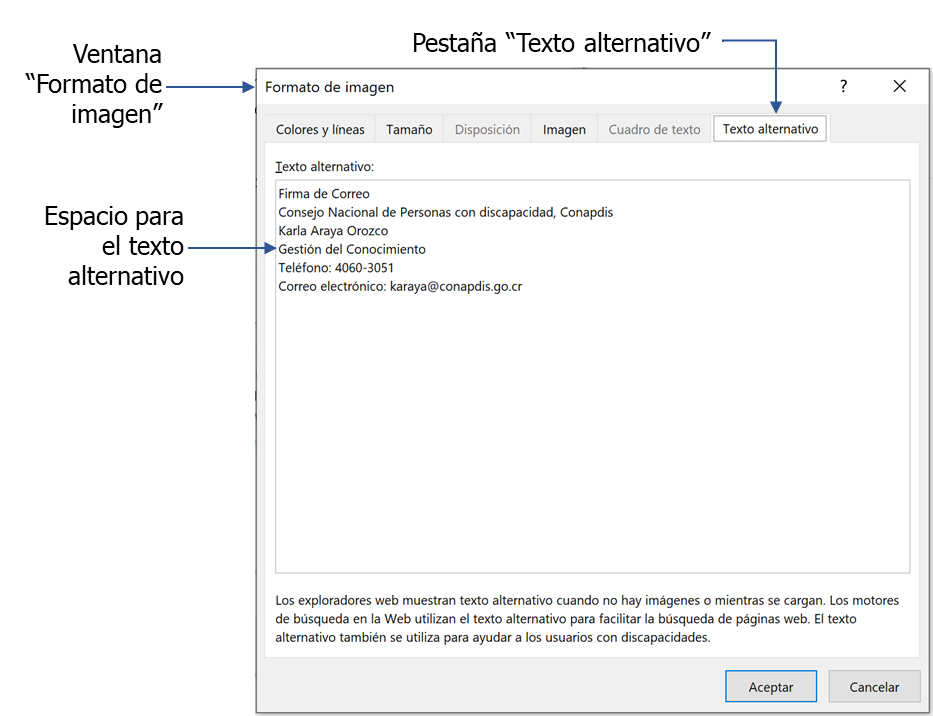 Pestaña “Texto alternativo”
Ventana
“Formato de
imagen”
Formato de imagen
?
Colores y líneas Tamaño Disposición Imagen Cuadro de texto Texto alternativo
Texto alternativo:
Espacio para
el texto
alternativo
Firma de Correo
Consejo Nacional de Personas con discapacidad, Conapdis
Karla Araya Orozco
Gestión del Conocimiento
Teléfono: 4060-3051
Correo electrónico: karaya@conapdis.go.cr
Los exploradores web muestran texto alternativo cuando no hay imágenes o mientras se cargan. Los motores
de búsqueda en la Web utilizan el texto alternativo para facilitar la búsqueda de páginas web. El texto
alternativo también se utiliza para ayudar a los usuarios con discapacidades.
Aceptar Cancelar